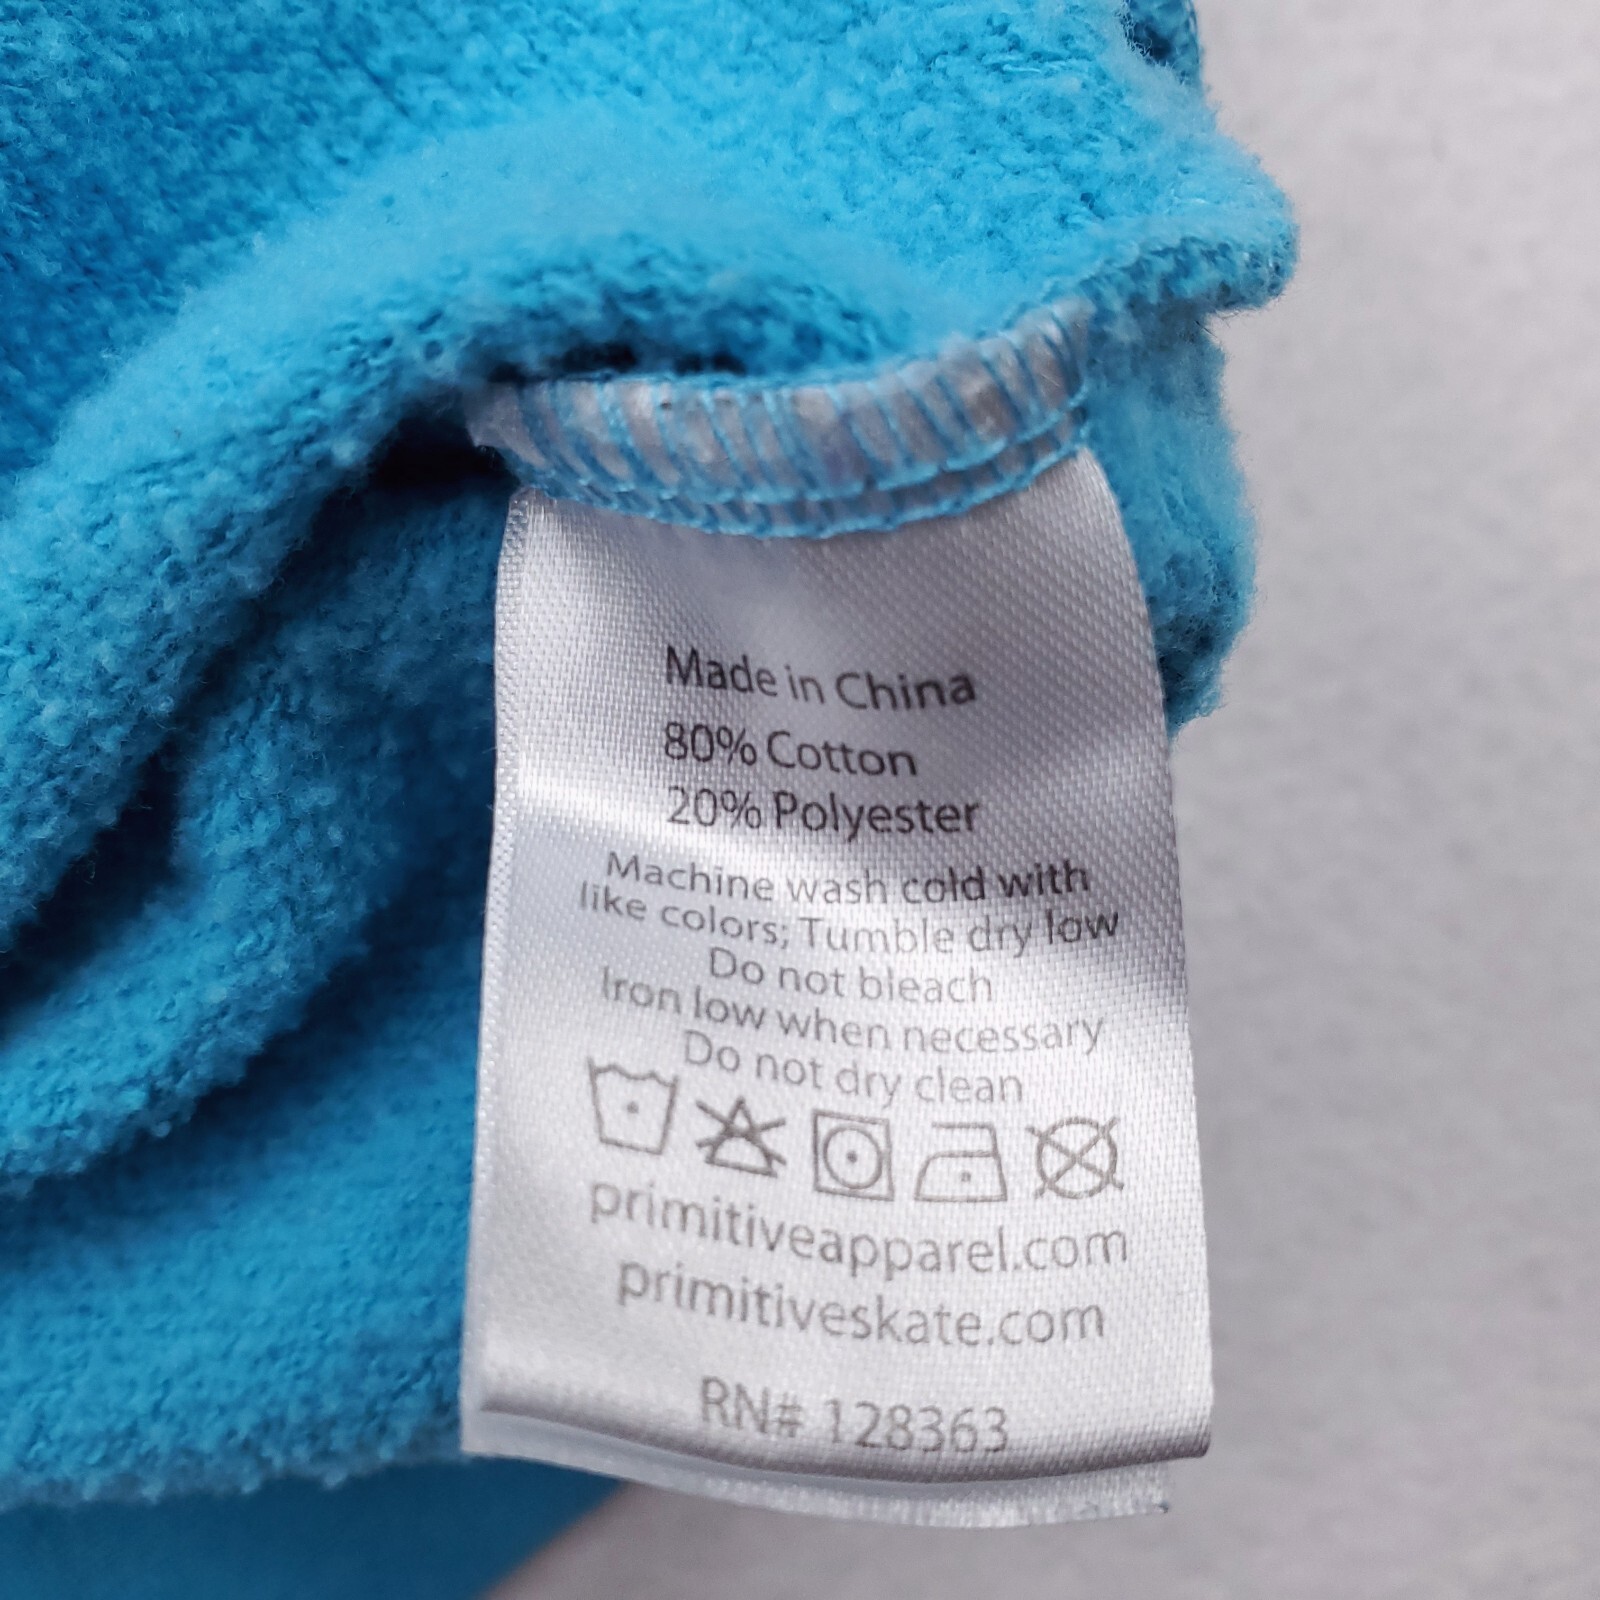 Made in China
80% Cotton
20% Polyester
Machine wash cold with
like colors; Tumble dry low
Do not bleach
Iron low when necessary
Do not dry clean
primitiveapparel.com
primitiveskate.com
RN# 128363